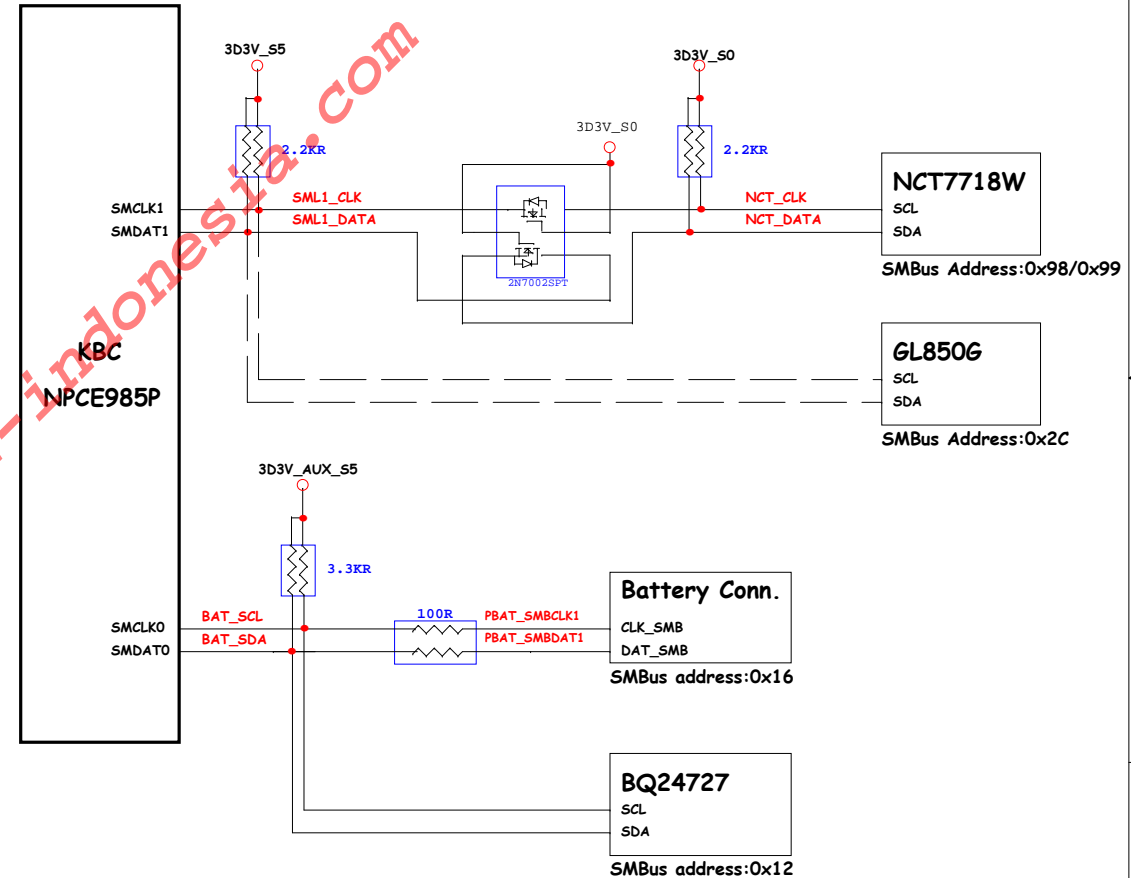 3D3V_S5
3D3V_S0
3D3V_S0
2.2KR
2.2KR
SMCLK1
SMDAT1
SML1_CLK
SML1_DATA
2N7002SPT
NCT_CLK
NCT_DATA
NCT7718W
SCL
SDA
SMBus Address:0x98/0x99
KBC
NPCE985P
GL850G
SCL
SDA
SMBus Address:0x2C
3D3V_AUX_S5
3.3KR
SMCLK0
SMDAT0
BAT_SCL
BAT_SDA
100R
PBAT_SMBCLK1
PBAT_SMBDAT1
Battery Conn.
CLK_SMB
DAT_SMB
SMBus address:0x16
BQ24727
SCL
SDA
SMBus address:0x12
-indonesia.com